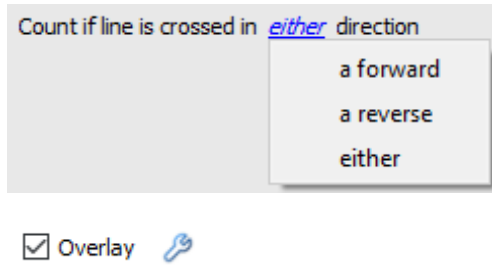 Count if line is crossed in either direction
a forward
a reverse
either
Overlay